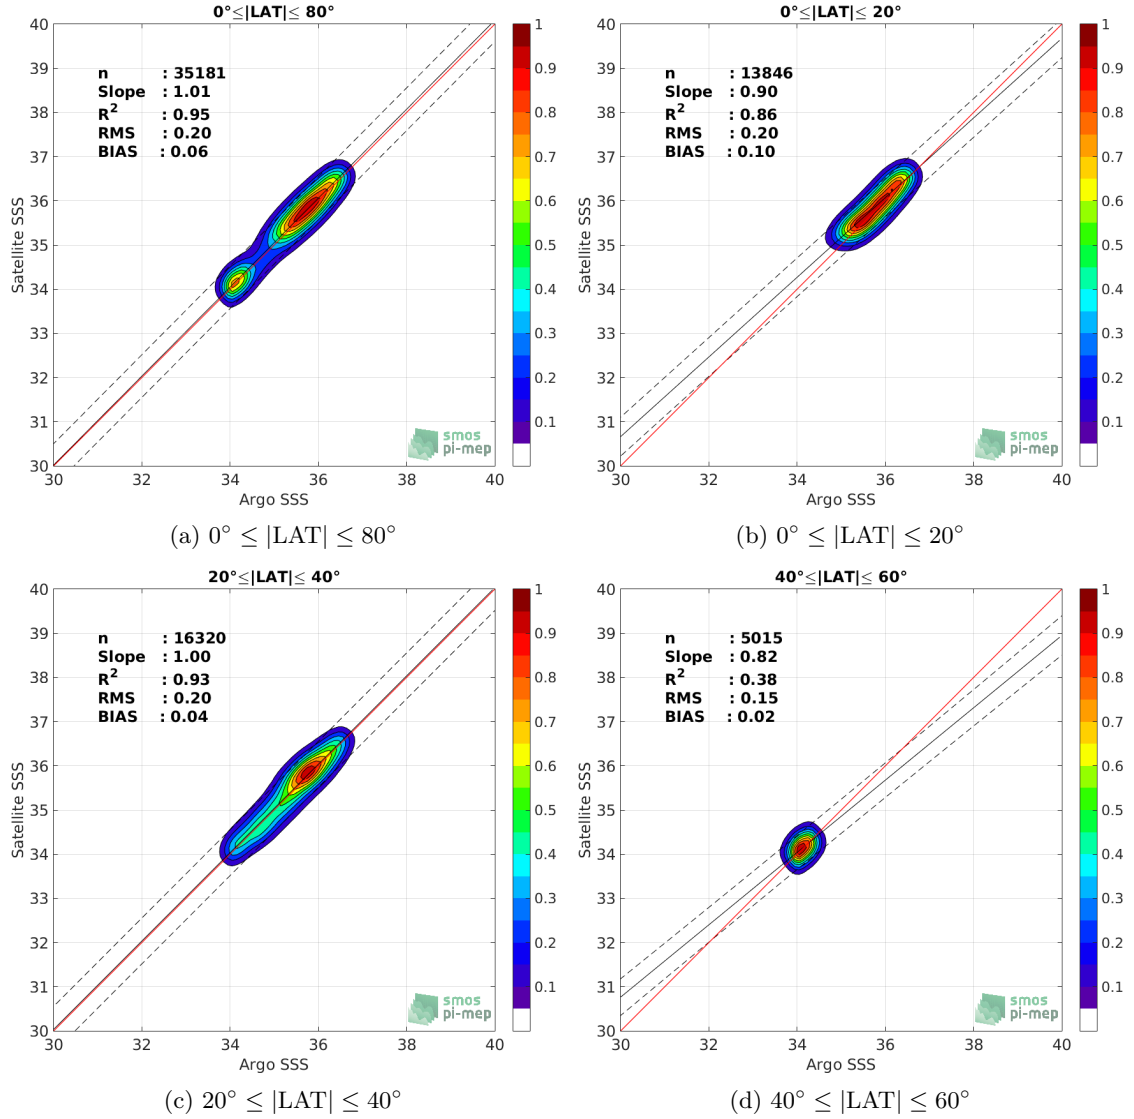 0°≤|LAT|≤ 80°
40
39
38
37
36
35
34
33
32
31
30
Satellite SSS
n : 35181
Slope : 1.01
R2 : 0.95
RMS : 0.20
BIAS : 0.06
smos
pi-mep
30 32 34 36 38 40
Argo SSS
1
0.9
0.8
0.7
0.6
0.5
0.4
0.3
0.2
0.1
(a) 0° ≤ |LAT| ≤ 80°
0°≤|LAT|≤ 20°
40
39
38
37
36
35
34
33
32
31
30
Satellite SSS
n : 13846
Slope : 0.90
R2 : 0.86
RMS : 0.20
BIAS : 0.10
smos
pi-mep
30 32 34 36 38 40
Argo SSS
1
0.9
0.8
0.7
0.6
0.5
0.4
0.3
0.2
0.1
(b) 0° ≤ |LAT| ≤ 20°
20°≤|LAT|≤ 40°
40
39
38
37
36
35
34
33
32
31
30
Satellite SSS
n : 16320
Slope : 1.00
R2 : 0.93
RMS : 0.20
BIAS : 0.04
smos
pi-mep
30 32 34 36 38 40
Argo SSS
1
0.9
0.8
0.7
0.6
0.5
0.4
0.3
0.2
0.1
(c) 20° ≤ |LAT| ≤ 40°
40°≤|LAT|≤ 60°
40
39
38
37
36
35
34
33
32
31
30
Satellite SSS
n : 5015
Slope : 0.82
R2 : 0.38
RMS : 0.15
BIAS : 0.02
smos
pi-mep
30 32 34 36 38 40
Argo SSS
1
0.9
0.8
0.7
0.6
0.5
0.4
0.3
0.2
0.1
(d) 40° ≤ |LAT| ≤ 60°